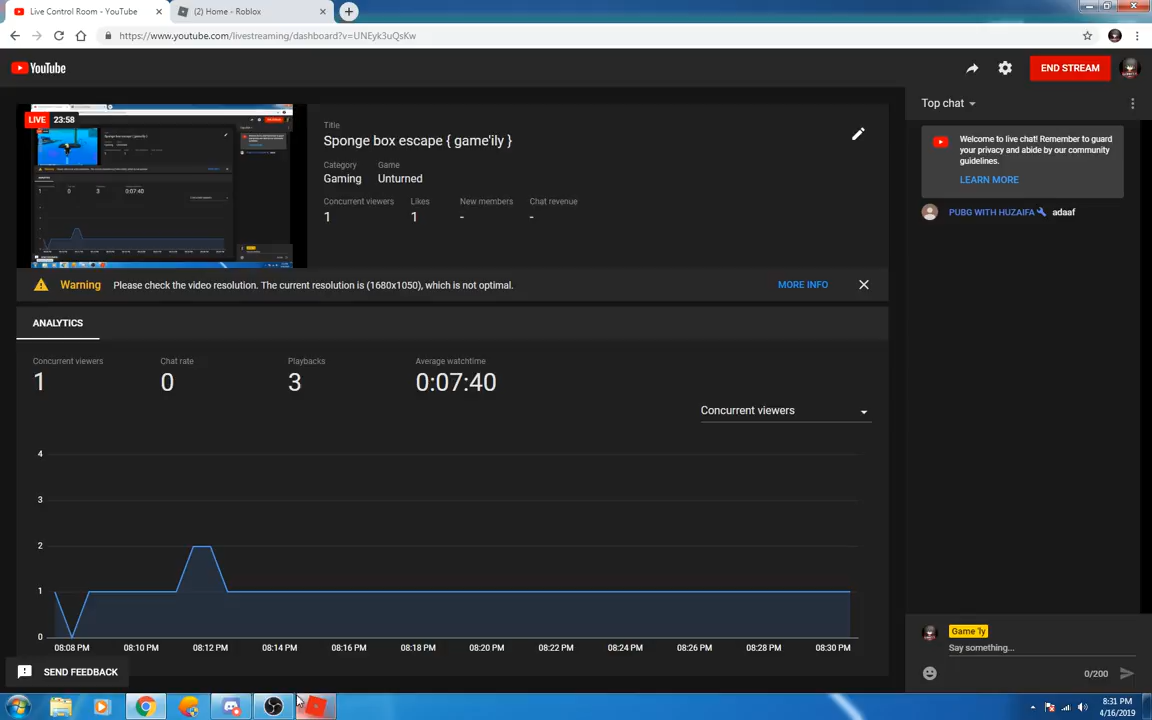 Live Control Room - YouTube
(2) Home - Roblox
https://www.youtube.com/livestreaming/dashboard?v=UNEyk3uQsKw
YouTube
END STREAM
LIVE 23:58
Title
Sponge box escape { game'ily }
Category Game
Gaming Unturned
Concurrent viewers Likes New members Chat revenue
1 1 - -
Warning Please check the video resolution. The current resolution is (1680x1050), which is not optimal. MORE INFO
ANALYTICS
Concurrent viewers Chat rate Playbacks Average watchtime
1 0 3 0:07:40
Concurrent viewers
4
3
2
1
0
08:08 PM 08:10 PM 08:12 PM 08:14 PM 08:16 PM 08:18 PM 08:20 PM 08:22 PM 08:24 PM 08:26 PM 08:28 PM 08:30 PM
SEND FEEDBACK
Top chat
Welcome to live chat! Remember to guard
your privacy and abide by our community
guidelines.
LEARN MORE
PUBG WITH HUZAIFA adaaf
Game 'ly
Say something...
0/200
8:31 PM
4/16/2019